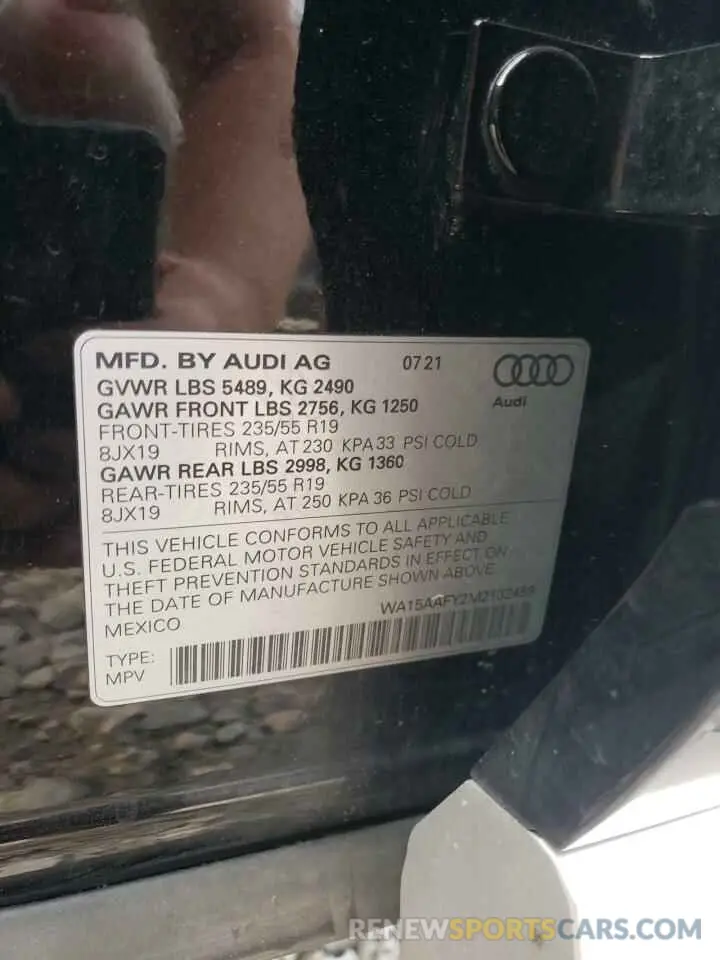 MFD. BY AUDI AG 07 21
GVWR LBS 5489, KG 2490
GAWR FRONT LBS 2756, KG 1250
Audi
FRONT-TIRES 235/55 R19
8JX19 RIMS, AT 230 KPA 33 PSI COLD
GAWR REAR LBS 2998, KG 1360
REAR-TIRES 235/55 R19
8JX19 RIMS, AT 250 KPA 36 PSI COLD
THIS VEHICLE CONFORMS TO ALL APPLICABLE
U.S. FEDERAL MOTOR VEHICLE SAFETY AND
THEFT PREVENTION STANDARDS IN EFFECT ON
THE DATE OF MANUFACTURE SHOWN ABOVE
MEXICO WA15AAFY2M2132489
TYPE:
MPV
RENEWSPORTSCARS.COM